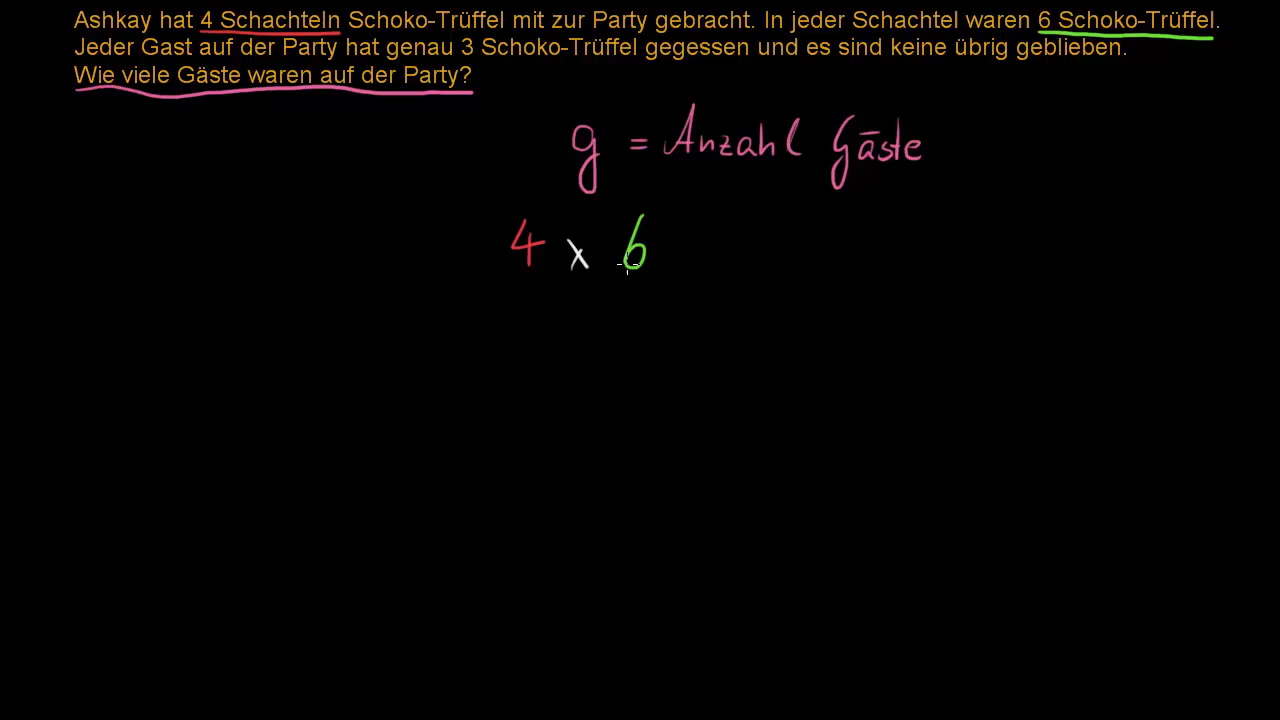 Ashkay hat 4 Schachteln Schoko-Trüffel mit zur Party gebracht. In jeder Schachtel waren 6 Schoko-Trüffel.
Jeder Gast auf der Party hat genau 3 Schoko-Trüffel gegessen und es sind keine übrig geblieben.
Wie viele Gäste waren auf der Party?
g = Anzahl Gäste
4 x 6